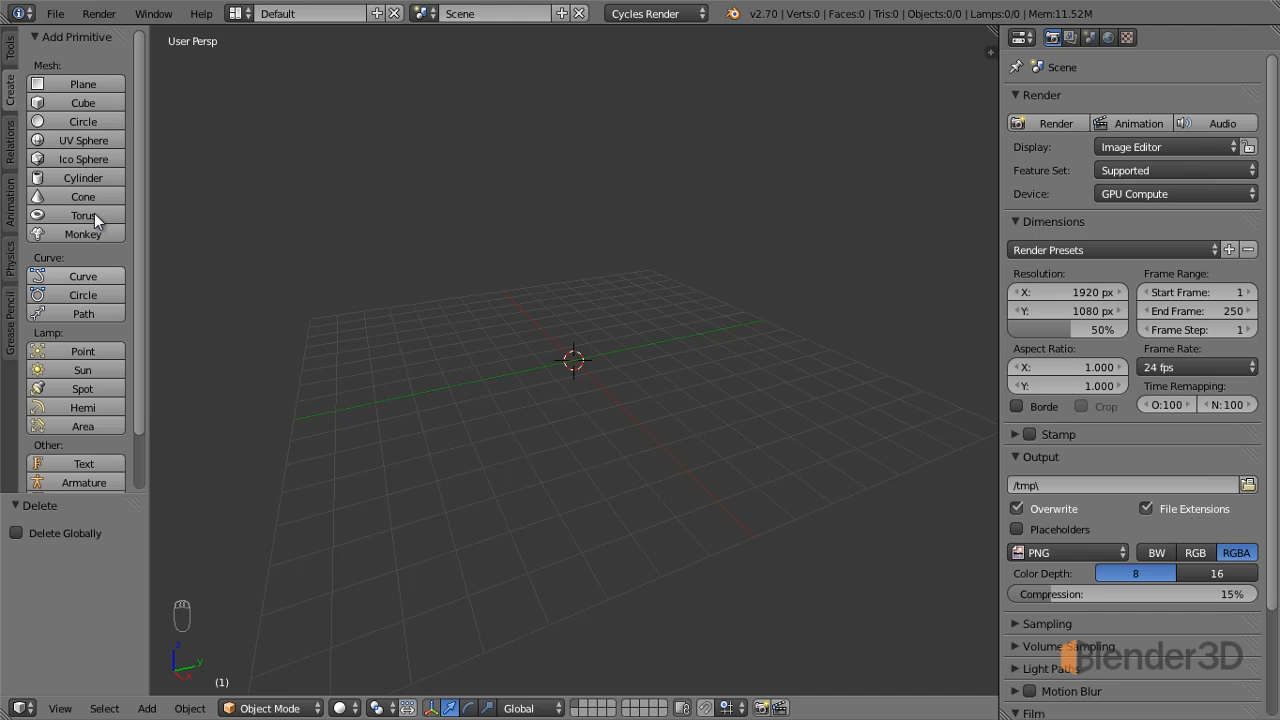 File Render Window Help Default Scene Cycles Render v2.70 | Verts:0 | Faces:0 | Tris:0 | Objects:0/0 | Lamps:0/0 | Mem:11.52M
Tools
Create
Relations
Animation
Physics
Grease Pencil
Add Primitive
Mesh:
Plane
Cube
Circle
UV Sphere
Ico Sphere
Cylinder
Cone
Torus
Monkey
Curve:
Curve
Circle
Path
Lamp:
Point
Sun
Spot
Hemi
Area
Other:
Text
Armature
Delete
Delete Globally
User Persp
z
y
x
(1)
View Select Add Object Object Mode Global
Scene
Render
Render Animation Audio
Display: Image Editor
Feature Set: Supported
Device: GPU Compute
Dimensions
Render Presets
Resolution: Frame Range:
X: 1920 px Start Frame: 1
Y: 1080 px End Frame: 250
50% Frame Step: 1
Aspect Ratio: Frame Rate:
X: 1.000 24 fps
Y: 1.000 Time Remapping:
Borde Crop O:100 N:100
Stamp
Output
/tmp\
Overwrite File Extensions
Placeholders
PNG BW RGB RGBA
Color Depth: 8 16
Compression: 15%
Sampling
Volume Sampling
Light Paths
Motion Blur
Film
Blender3D